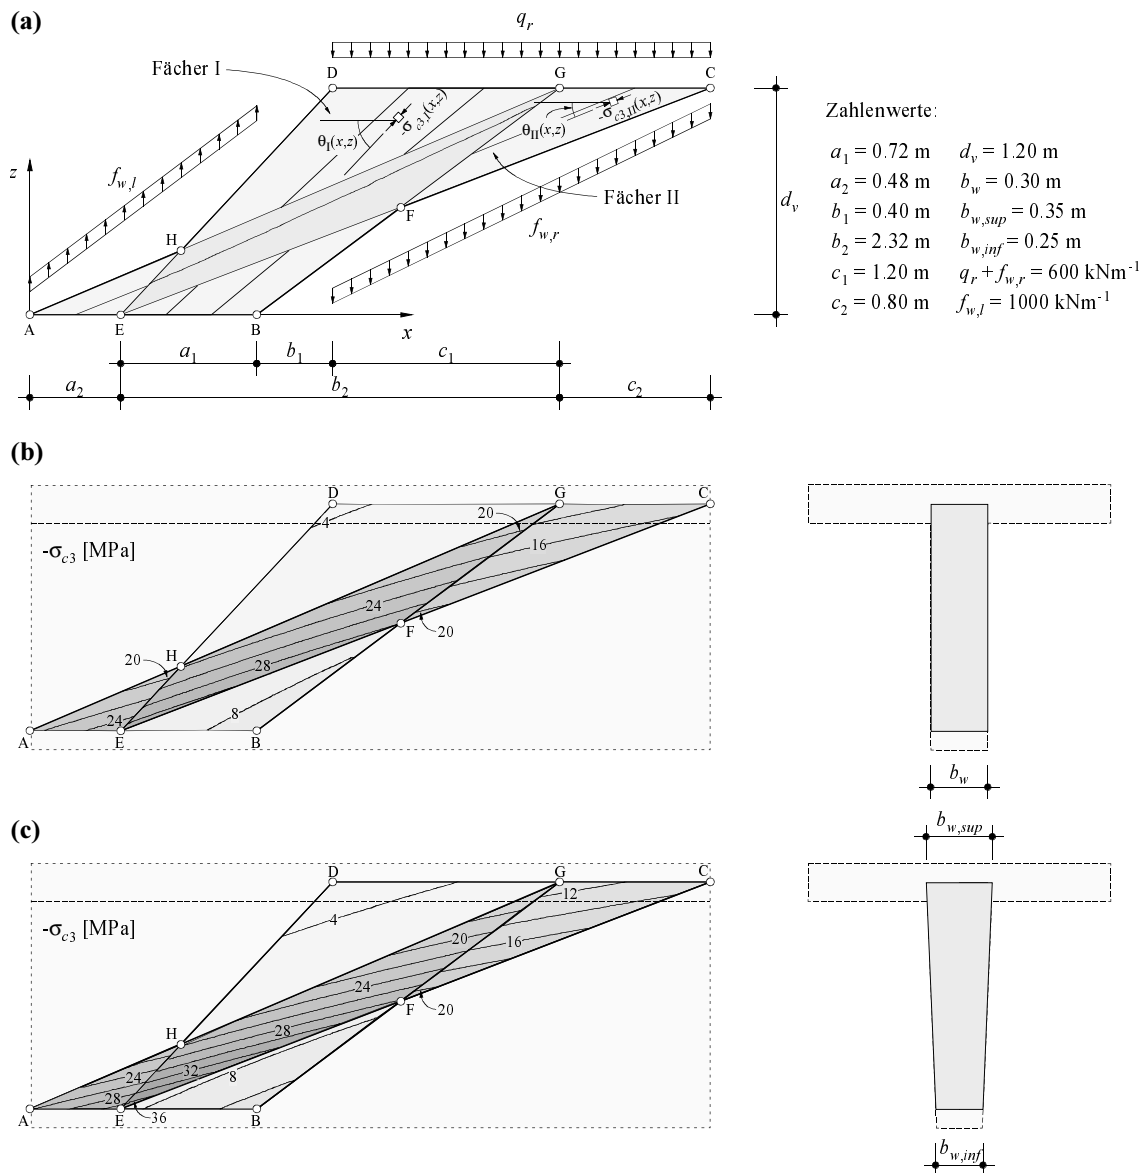 (a)
q_r
D
G
C
Fächer I
-σ_c3,I(x,z)
θ_I(x,z)
θ_II(x,z)
-σ_c3,II(x,z)
z
f_w,l
Fächer II
F
f_w,r
H
d_v
A
E
B
x
a_1
b_1
c_1
a_2
b_2
c_2
Zahlenwerte:
a_1 = 0.72 m d_v = 1.20 m
a_2 = 0.48 m b_w = 0.30 m
b_1 = 0.40 m b_w,sup = 0.35 m
b_2 = 2.32 m b_w,inf = 0.25 m
c_1 = 1.20 m q_r + f_w,r = 600 kNm⁻¹
c_2 = 0.80 m f_w,l = 1000 kNm⁻¹
(b)
D
G
C
20
4
-σ_c3 [MPa]
16
24
F
20
H
20
28
24
8
A
E
B
b_w
(c)
b_w,sup
D
G
C
12
4
-σ_c3 [MPa]
20
16
24
F
20
H
28
24
32
8
28
36
A
E
B
b_w,inf